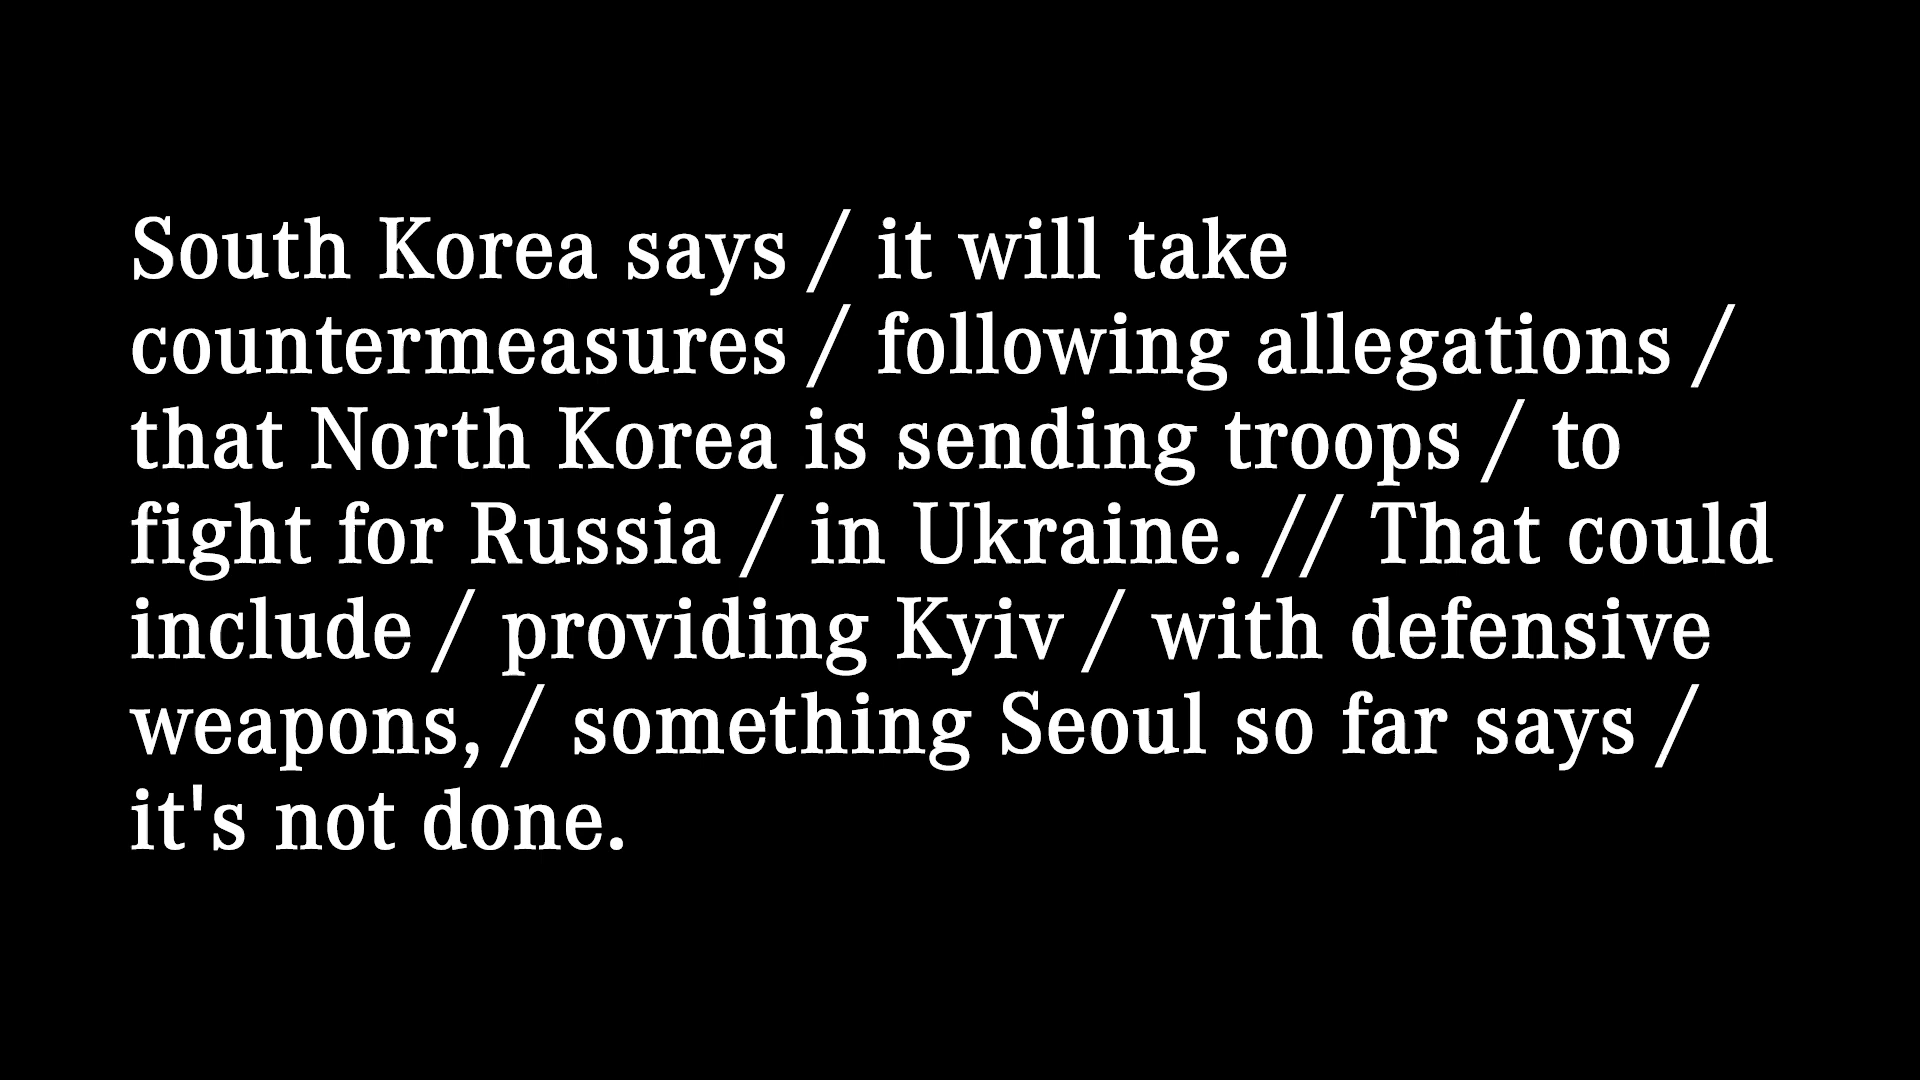 South Korea says / it will take
countermeasures / following allegations /
that North Korea is sending troops / to
fight for Russia / in Ukraine. // That could
include / providing Kyiv / with defensive
weapons, / something Seoul so far says /
it's not done.